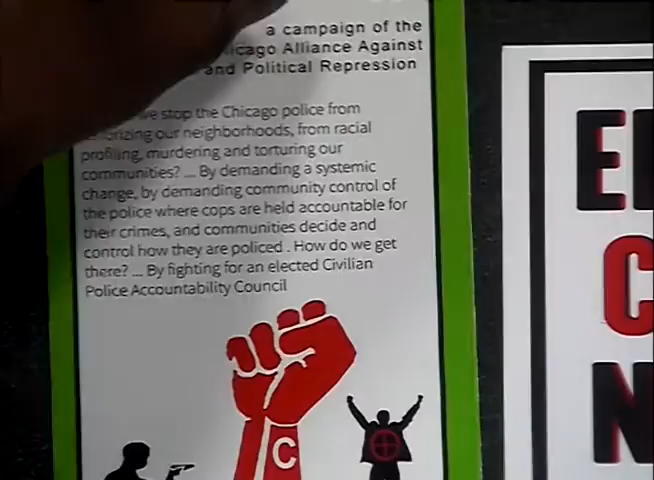 a campaign of the
Alliance Against
and Political Repression
we stop the Chicago police from
our neighborhoods, from racial
profiling, murdering and torturing our
communities? ... By demanding a systemic
change, by demanding community control of
the police where cops are held accountable for
their crimes, and communities decide and
control how they are policed . How do we get
there? ... By fighting for an elected Civilian
Police Accountability Council
C
E
C
N